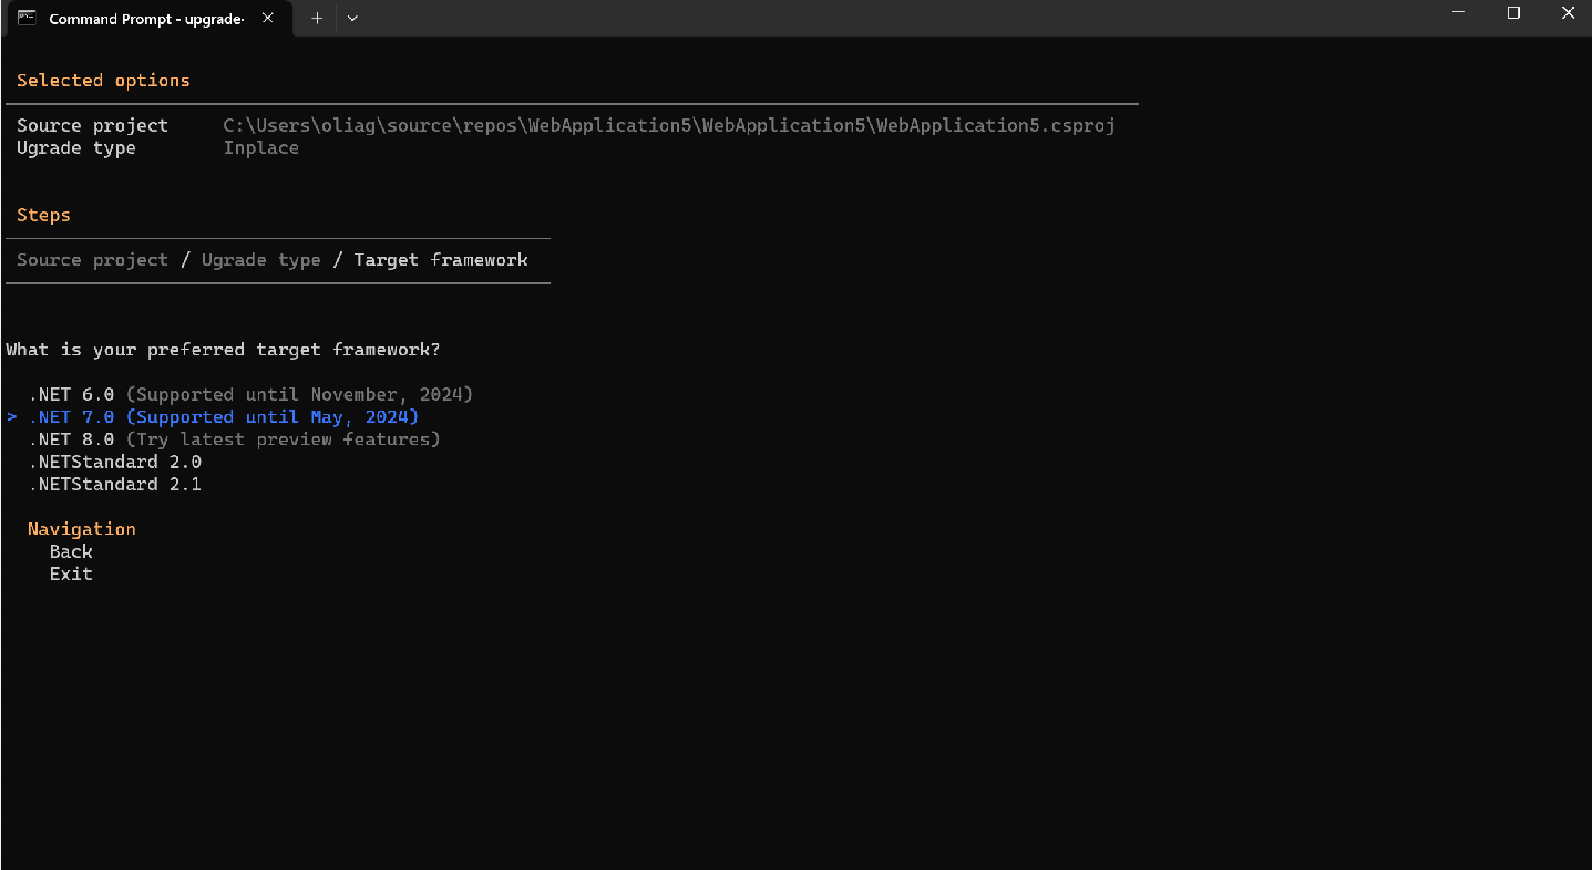 Command Prompt - upgrade-
Selected options
Source project C:\Users\oliag\source\repos\WebApplication5\WebApplication5\WebApplication5.csproj
Ugrade type Inplace
Steps
Source project / Ugrade type / Target framework
What is your preferred target framework?
.NET 6.0 (Supported until November, 2024)
> .NET 7.0 (Supported until May, 2024)
.NET 8.0 (Try latest preview features)
.NETStandard 2.0
.NETStandard 2.1
Navigation
Back
Exit